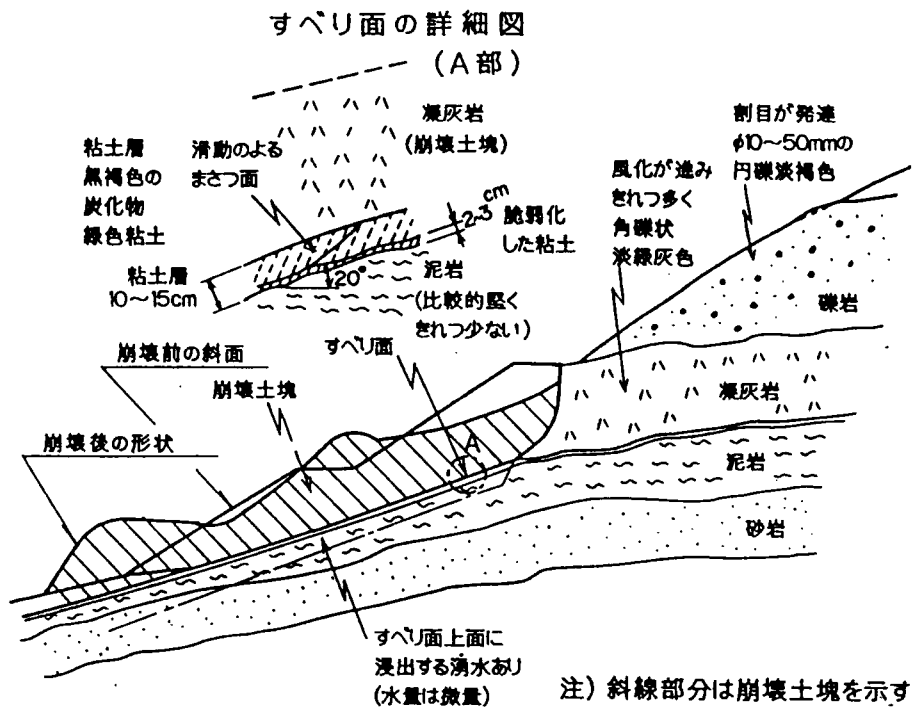 すべり面の詳細図
(A部)
凝灰岩
(崩壊土塊)
粘土層
黒褐色の
炭化物
緑色粘土
滑動のよる
まさつ面
2~3cm
脆弱化
した粘土
粘土層
10~15cm
20°
泥岩
(比較的堅く
きれつ少ない)
割目が発達
φ10~50mmの
円礫淡褐色
風化が進み
きれつ多く
角礫状
淡緑灰色
礫岩
すべり面
崩壊前の斜面
崩壊土塊
崩壊後の形状
A
凝灰岩
泥岩
砂岩
すべり面上面に
浸出する湧水あり
(水量は微量)
注) 斜線部分は崩壊土塊を示す